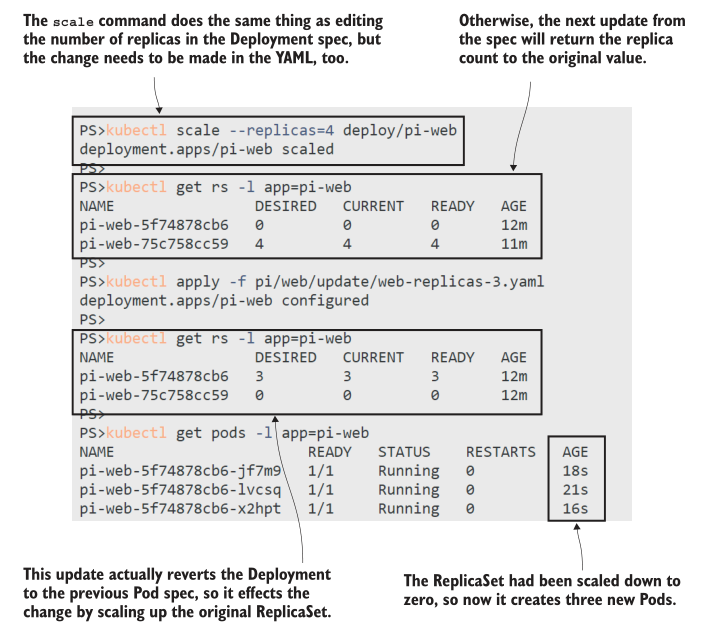 The scale command does the same thing as editing
the number of replicas in the Deployment spec, but
the change needs to be made in the YAML, too.
Otherwise, the next update from
the spec will return the replica
count to the original value.
PS>kubectl scale --replicas=4 deploy/pi-web
deployment.apps/pi-web scaled
PS>
PS>kubectl get rs -l app=pi-web
NAME DESIRED CURRENT READY AGE
pi-web-5f74878cb6 0 0 0 12m
pi-web-75c758cc59 4 4 4 11m
PS>
PS>kubectl apply -f pi/web/update/web-replicas-3.yaml
deployment.apps/pi-web configured
PS>
PS>kubectl get rs -l app=pi-web
NAME DESIRED CURRENT READY AGE
pi-web-5f74878cb6 3 3 3 12m
pi-web-75c758cc59 0 0 0 12m
PS>
PS>kubectl get pods -l app=pi-web
NAME READY STATUS RESTARTS AGE
pi-web-5f74878cb6-jf7m9 1/1 Running 0 18s
pi-web-5f74878cb6-lvcsq 1/1 Running 0 21s
pi-web-5f74878cb6-x2hpt 1/1 Running 0 16s
This update actually reverts the Deployment
to the previous Pod spec, so it effects the
change by scaling up the original ReplicaSet.
The ReplicaSet had been scaled down to
zero, so now it creates three new Pods.